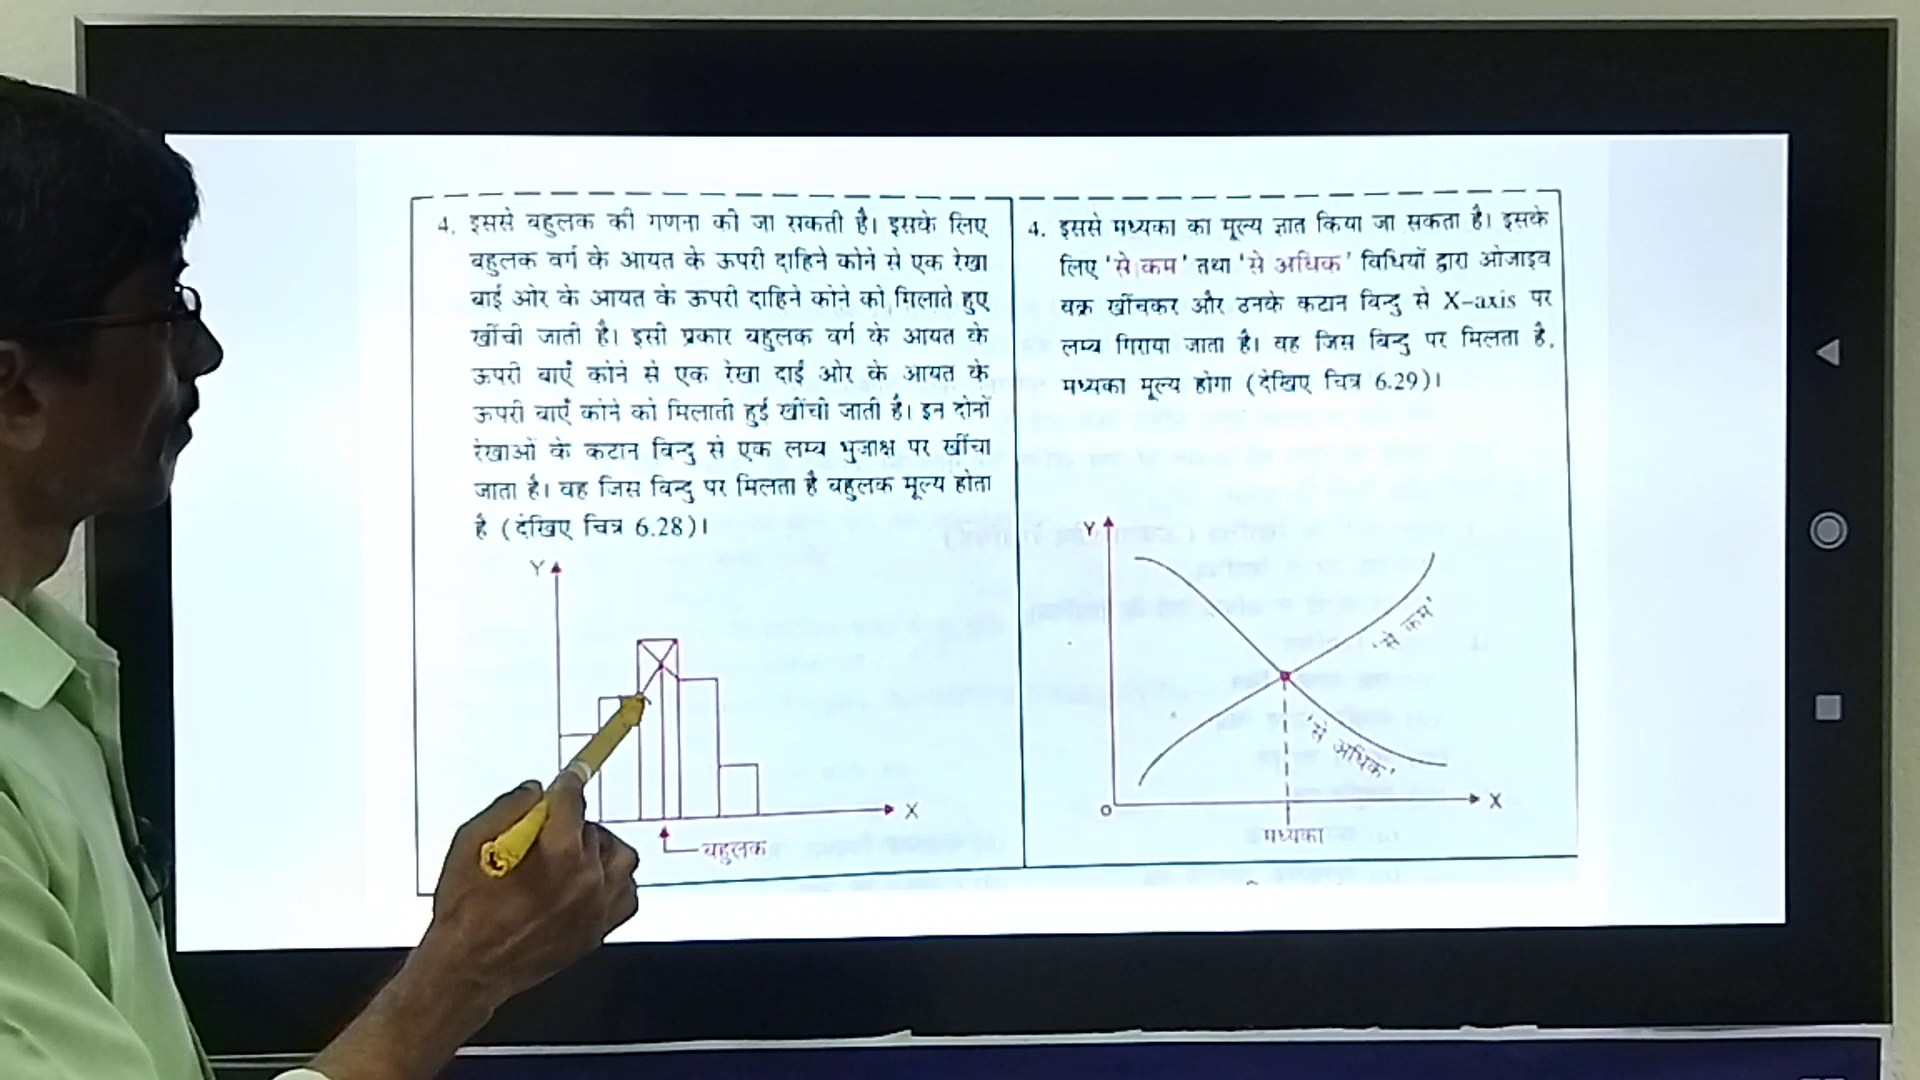 4. इससे बहुलक की गणना की जा सकती है। इसके लिए
बहुलक वर्ग के आयत के ऊपरी दाहिने कोने से एक रेखा
बाई ओर के आयत के ऊपरी दाहिने कोने को मिलाते हुए
खींची जाती है। इसी प्रकार बहुलक वर्ग के आयत के
ऊपरी बाएँ कोने से एक रेखा दाईं ओर के आयत के
ऊपरी बाएँ कोने को मिलाती हुई खींची जाती है। इन दोनों
रेखाओं के कटान बिन्दु से एक लम्ब भुजाक्ष पर खींचा
जाता है। वह जिस बिन्दु पर मिलता है बहुलक मूल्य होता
है (देखिए चित्र 6.28)।
Y
X
बहुलक
4. इससे मध्यका का मूल्य ज्ञात किया जा सकता है। इसके
लिए 'से कम' तथा 'से अधिक' विधियों द्वारा ओजाइव
वक्र खींचकर और उनके कटान बिन्दु से X-axis पर
लम्ब गिराया जाता है। वह जिस बिन्दु पर मिलता है,
मध्यका मूल्य होगा (देखिए चित्र 6.29)।
Y
'से कम'
'से अधिक'
O
X
मध्यका